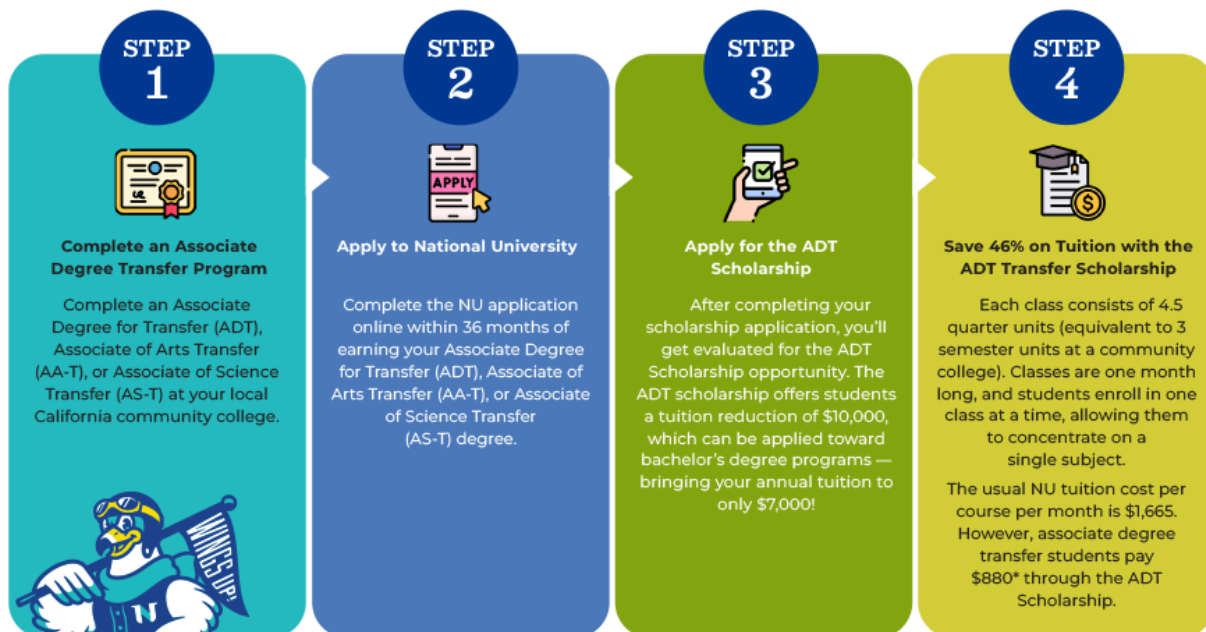 STEP
1
Complete an Associate
Degree Transfer Program
Complete an Associate
Degree for Transfer (ADT),
Associate of Arts Transfer
(AA-T), or Associate of Science
Transfer (AS-T) at your local
California community college.
WINGS UP!
N
STEP
2
APPLY
Apply to National University
Complete the NU application
online within 36 months of
earning your Associate Degree
for Transfer (ADT), Associate of
Arts Transfer (AA-T), or Associate
of Science Transfer
(AS-T) degree.
STEP
3
Apply for the ADT
Scholarship
After completing your
scholarship application, you’ll
get evaluated for the ADT
Scholarship opportunity. The
ADT scholarship offers students
a tuition reduction of $10,000,
which can be applied toward
bachelor’s degree programs —
bringing your annual tuition to
only $7,000!
STEP
4
$
Save 46% on Tuition with the
ADT Transfer Scholarship
Each class consists of 4.5
quarter units (equivalent to 3
semester units at a community
college). Classes are one month
long, and students enroll in one
class at a time, allowing them
to concentrate on a
single subject.
The usual NU tuition cost per
course per month is $1,665.
However, associate degree
transfer students pay
$880* through the ADT
Scholarship.